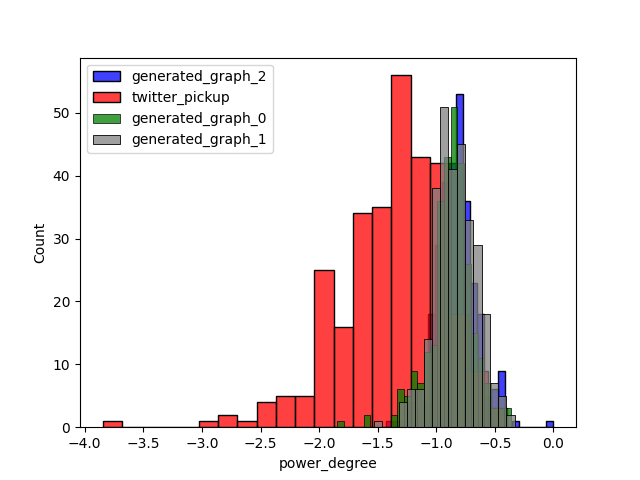 generated_graph_2
twitter_pickup
generated_graph_0
generated_graph_1
50
40
30
20
10
0
Count
−4.0 −3.5 −3.0 −2.5 −2.0 −1.5 −1.0 −0.5 0.0
power_degree